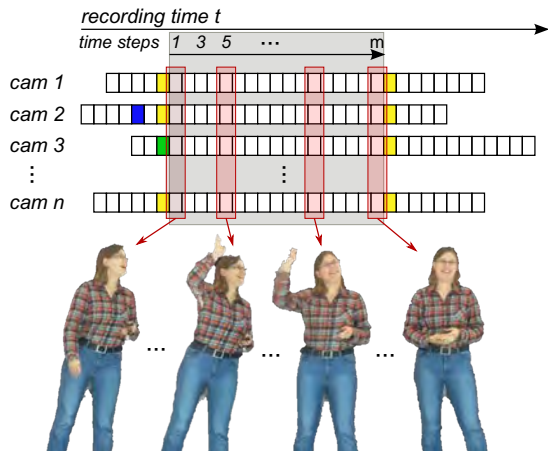 recording time t
time steps 1 3 5 ... m
cam 1
cam 2
cam 3
⋮ ⋮
cam n
... ... ...